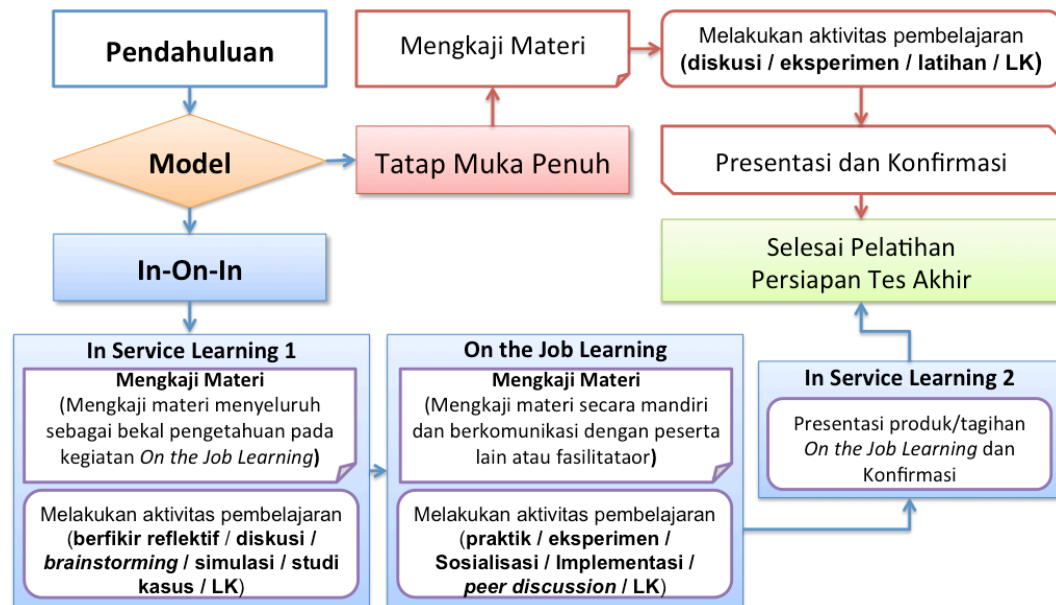 Pendahuluan
Model
Tatap Muka Penuh
Mengkaji Materi
Melakukan aktivitas pembelajaran
(diskusi / eksperimen / latihan / LK)
Presentasi dan Konfirmasi
Selesai Pelatihan
Persiapan Tes Akhir
In-On-In
In Service Learning 1
Mengkaji Materi
(Mengkaji materi menyeluruh
sebagai bekal pengetahuan pada
kegiatan On the Job Learning)
Melakukan aktivitas pembelajaran
(berfikir reflektif / diskusi /
brainstorming / simulasi / studi
kasus / LK)
On the Job Learning
Mengkaji Materi
(Mengkaji materi secara mandiri
dan berkomunikasi dengan peserta
lain atau fasilitataor)
Melakukan aktivitas pembelajaran
(praktik / eksperimen /
Sosialisasi / Implementasi /
peer discussion / LK)
In Service Learning 2
Presentasi produk/tagihan
On the Job Learning dan
Konfirmasi